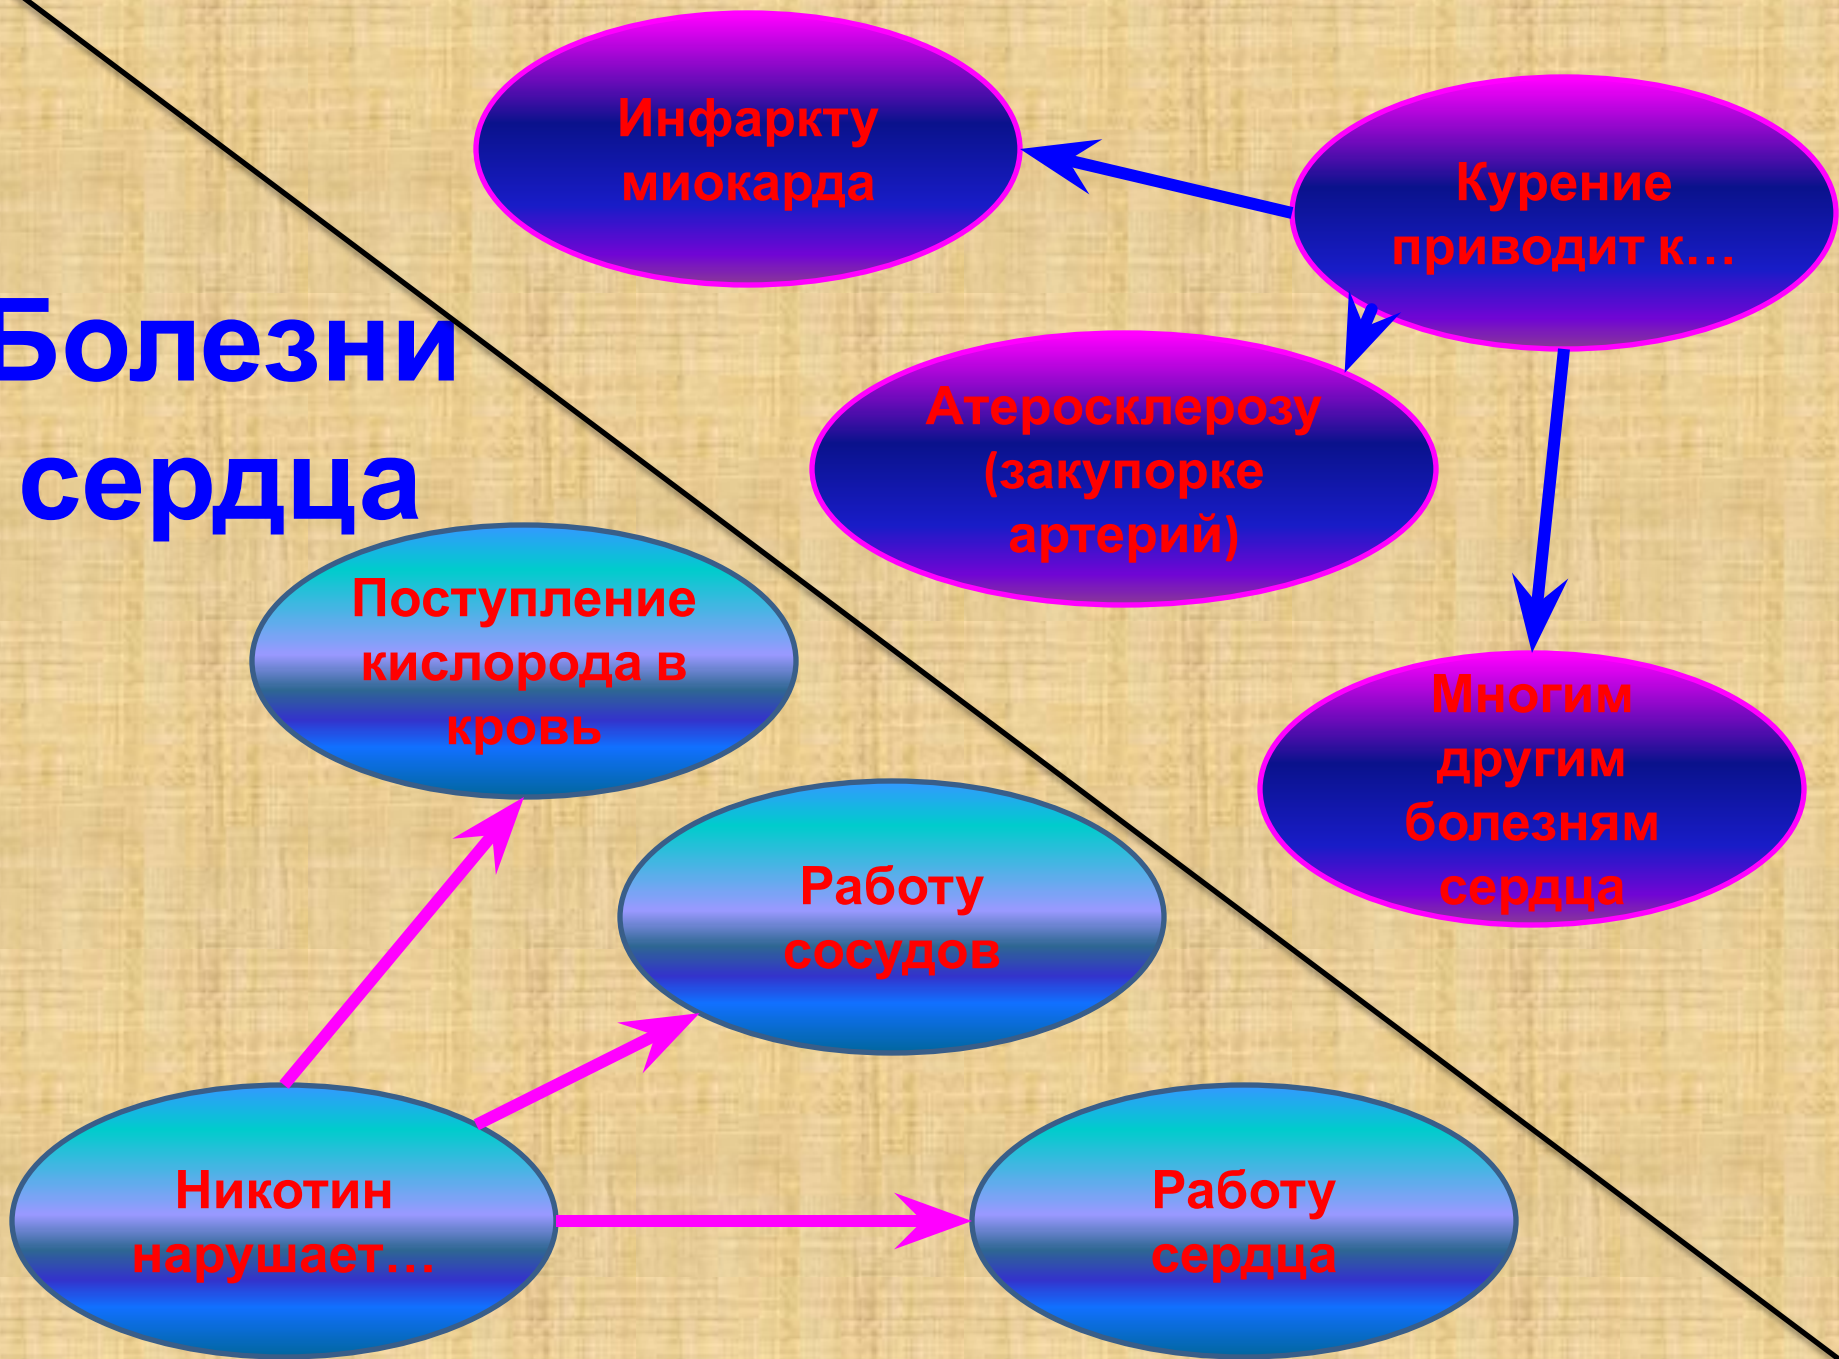 Болезни
сердца
Инфаркту
миокарда
Курение
приводит к…
Атеросклерозу
(закупорке
артерий)
Многим
другим
болезням
сердца
Поступление
кислорода в
кровь
Работу
сосудов
Никотин
нарушает…
Работу
сердца